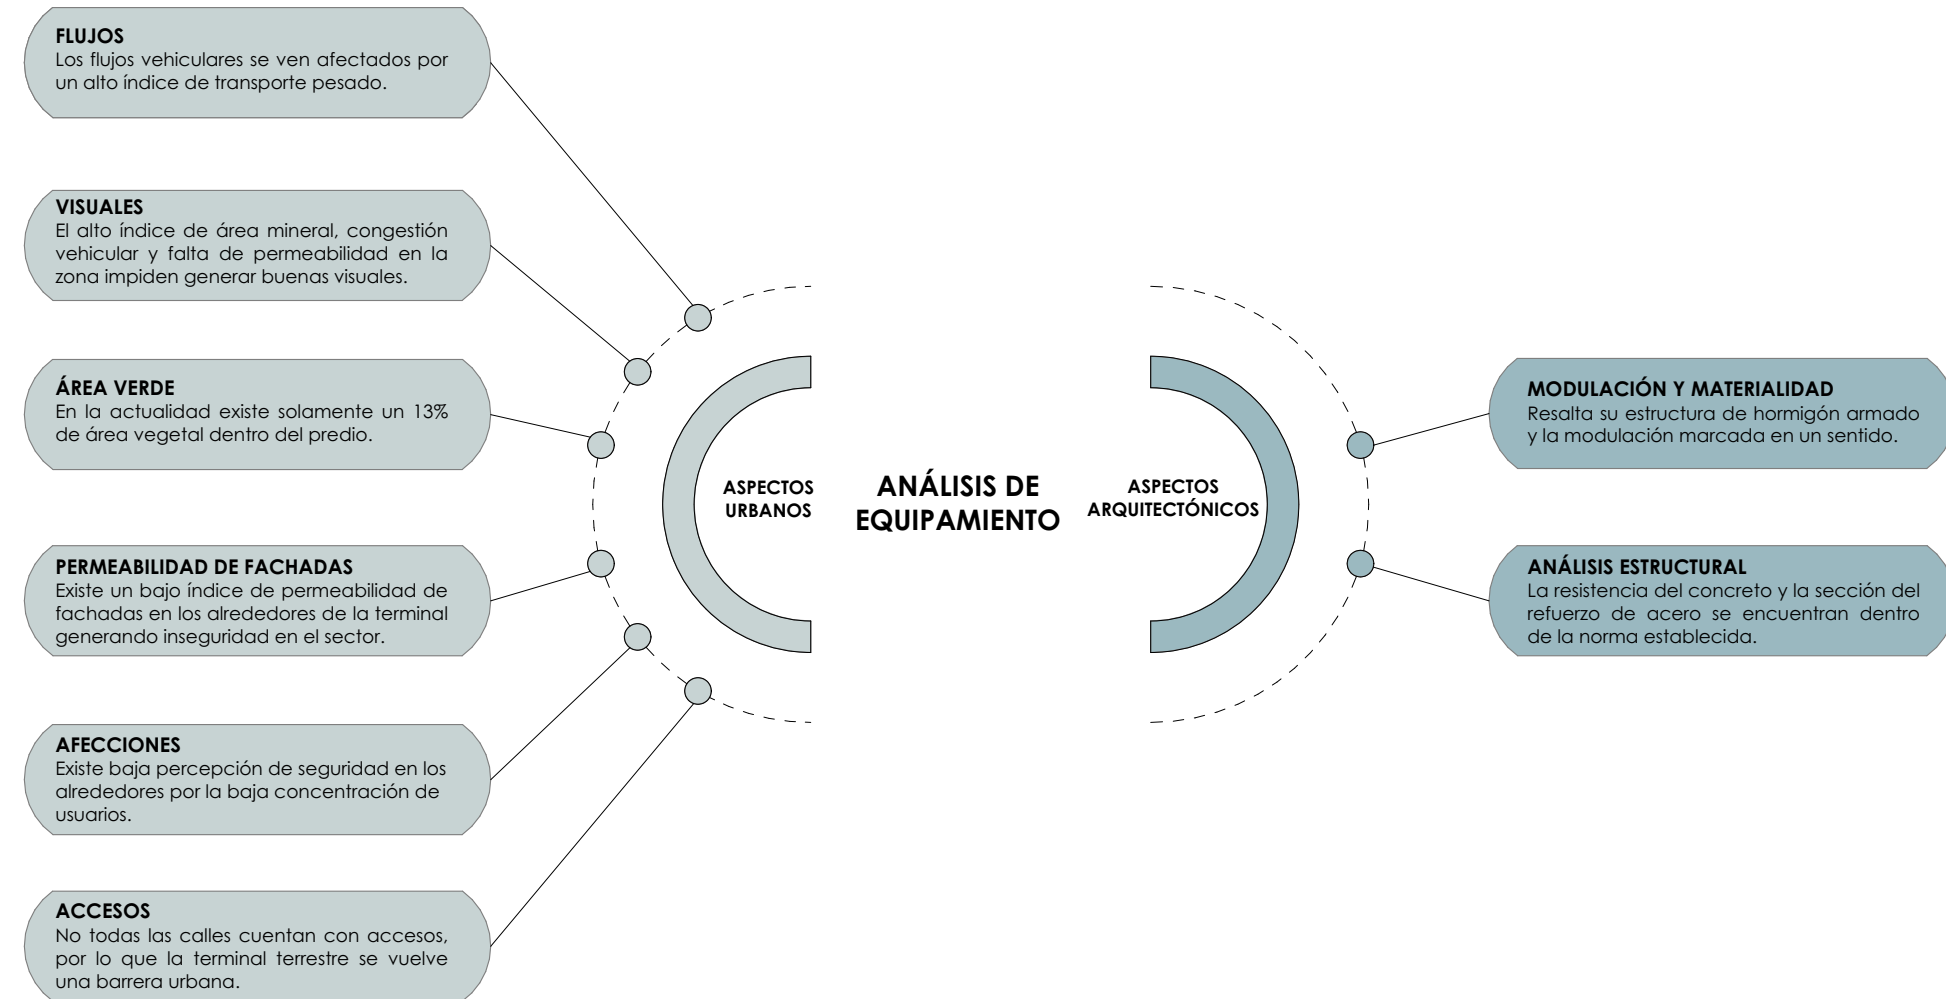 FLUJOS
Los flujos vehiculares se ven afectados por
un alto índice de transporte pesado.
VISUALES
El alto índice de área mineral, congestión
vehicular y falta de permeabilidad en la
zona impiden generar buenas visuales.
ÁREA VERDE
En la actualidad existe solamente un 13%
de área vegetal dentro del predio.
PERMEABILIDAD DE FACHADAS
Existe un bajo índice de permeabilidad de
fachadas en los alrededores de la terminal
generando inseguridad en el sector.
AFECCIONES
Existe baja percepción de seguridad en los
alrededores por la baja concentración de
usuarios.
ACCESOS
No todas las calles cuentan con accesos,
por lo que la terminal terrestre se vuelve
una barrera urbana.
ASPECTOS
URBANOS
ANÁLISIS DE
EQUIPAMIENTO
ASPECTOS
ARQUITECTÓNICOS
MODULACIÓN Y MATERIALIDAD
Resalta su estructura de hormigón armado
y la modulación marcada en un sentido.
ANÁLISIS ESTRUCTURAL
La resistencia del concreto y la sección del
refuerzo de acero se encuentran dentro
de la norma establecida.